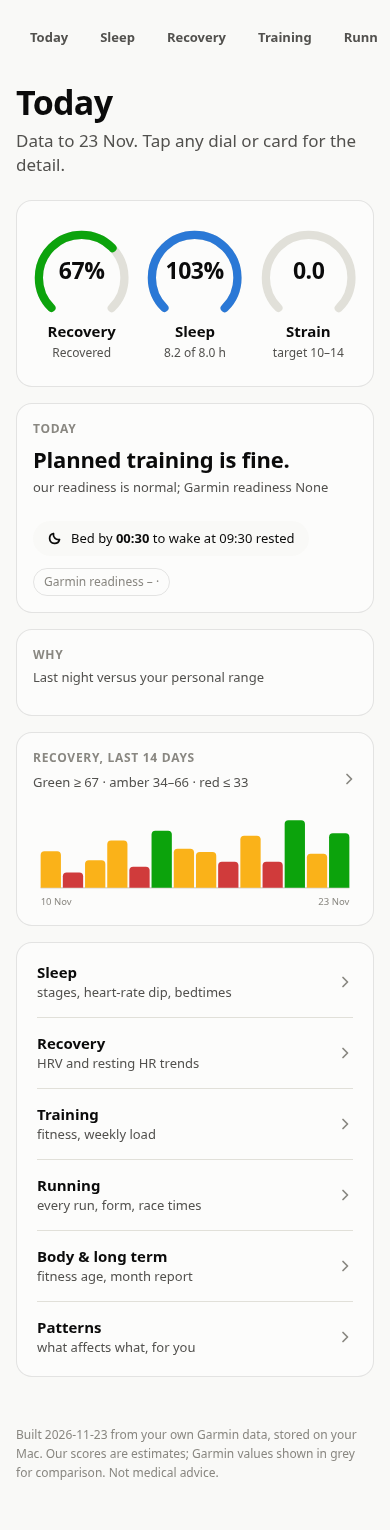 Today Sleep Recovery Training Runn
Today
Data to 23 Nov. Tap any dial or card for the
detail.
67% 103% 0.0
Recovery Sleep Strain
Recovered 8.2 of 8.0 h target 10–14
TODAY
Planned training is fine.
our readiness is normal; Garmin readiness None
Bed by 00:30 to wake at 09:30 rested
Garmin readiness – ·
WHY
Last night versus your personal range
RECOVERY, LAST 14 DAYS
Green ≥ 67 · amber 34–66 · red ≤ 33
10 Nov 23 Nov
Sleep
stages, heart-rate dip, bedtimes
Recovery
HRV and resting HR trends
Training
fitness, weekly load
Running
every run, form, race times
Body & long term
fitness age, month report
Patterns
what affects what, for you
Built 2026-11-23 from your own Garmin data, stored on your
Mac. Our scores are estimates; Garmin values shown in grey
for comparison. Not medical advice.